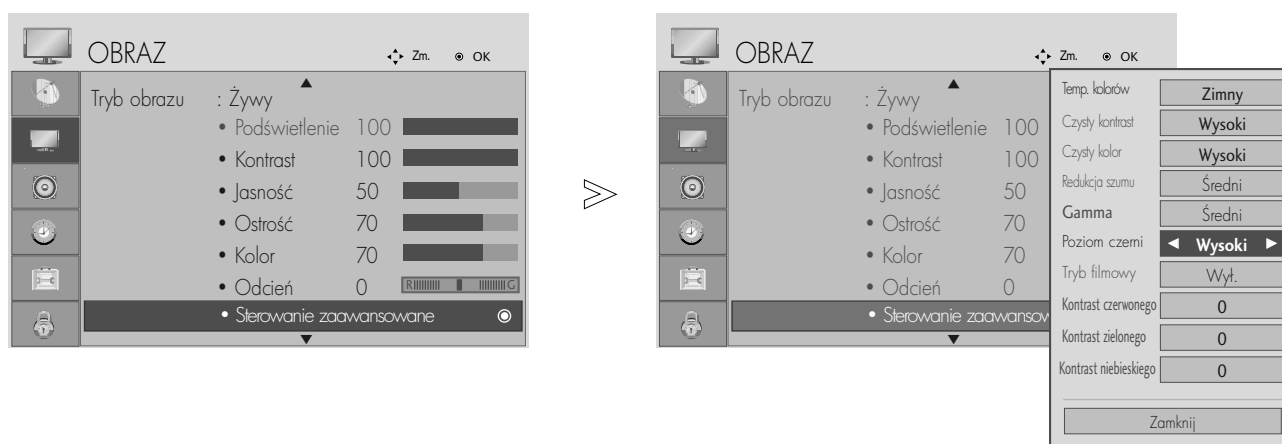 OBRAZ
Zm. OK
Tryb obrazu : Żywy
• Podświetlenie 100
• Kontrast 100
• Jasność 50
• Ostrość 70
• Kolor 70
• Odcień 0 R G
• Sterowanie zaawansowane
OBRAZ
Zm. OK
Tryb obrazu : Żywy
• Podświetlenie 100
• Kontrast 100
• Jasność 50
• Ostrość 70
• Kolor 70
• Odcień 0
• Sterowanie zaawansow
Temp. kolorów Zimny
Czysty kontrast Wysoki
Czysty kolor Wysoki
Redukcja szumu Średni
Gamma Średni
Poziom czerni ◄ Wysoki ►
Tryb filmowy Wył.
Kontrast czerwonego 0
Kontrast zielonego 0
Kontrast niebieskiego 0
Zamknij